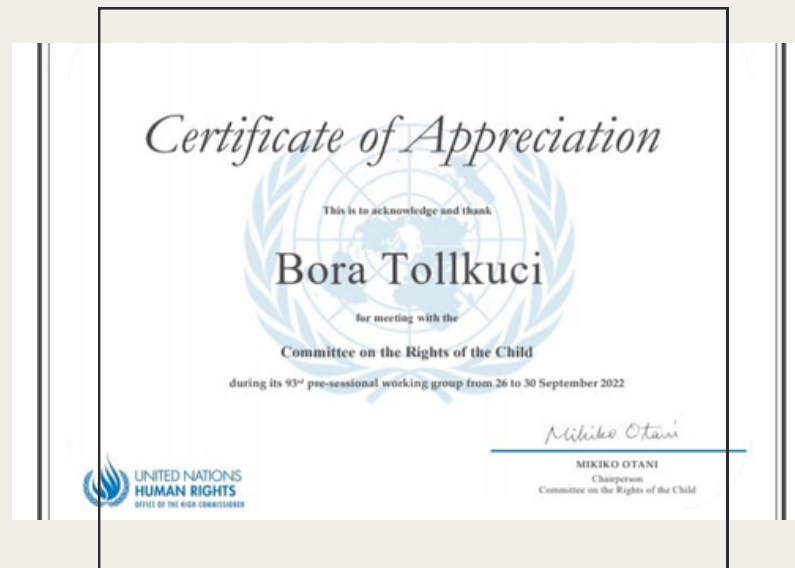 Certificate of Appreciation
This is to acknowledge and thank
Bora Tollkuci
for meeting with the
Committee on the Rights of the Child
during its 93rd pre-sessional working group from 26 to 30 September 2022
Mikiko Otani
MIKIKO OTANI
Chairperson
Committee on the Rights of the Child
UNITED NATIONS
HUMAN RIGHTS
OFFICE OF THE HIGH COMMISSIONER